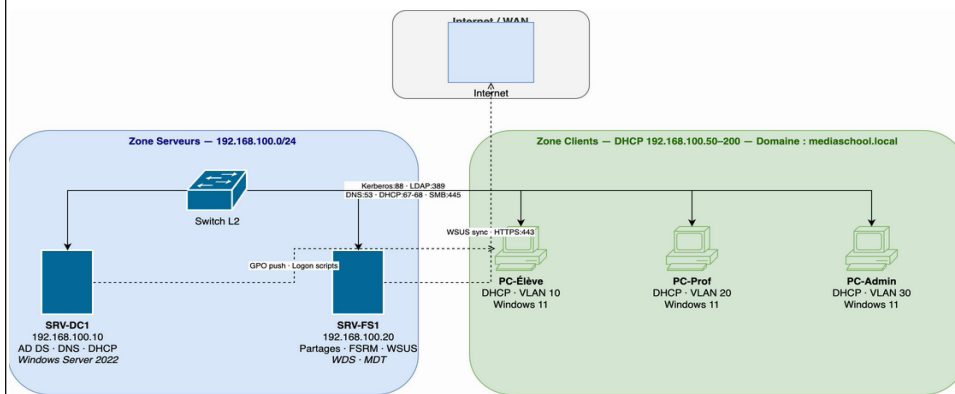 Internet / WAN
Internet
Zone Serveurs — 192.168.100.0/24
Zone Clients — DHCP 192.168.100.50–200 — Domaine : mediaschool.local
Kerberos:88 · LDAP:389
DNS:53 · DHCP:67-68 · SMB:445
Switch L2
WSUS sync · HTTPS:443
GPO push · Logon scripts
SRV-DC1
192.168.100.10
AD DS · DNS · DHCP
Windows Server 2022
SRV-FS1
192.168.100.20
Partages · FSRM · WSUS
WDS · MDT
PC-Élève
DHCP · VLAN 10
Windows 11
PC-Prof
DHCP · VLAN 20
Windows 11
PC-Admin
DHCP · VLAN 30
Windows 11